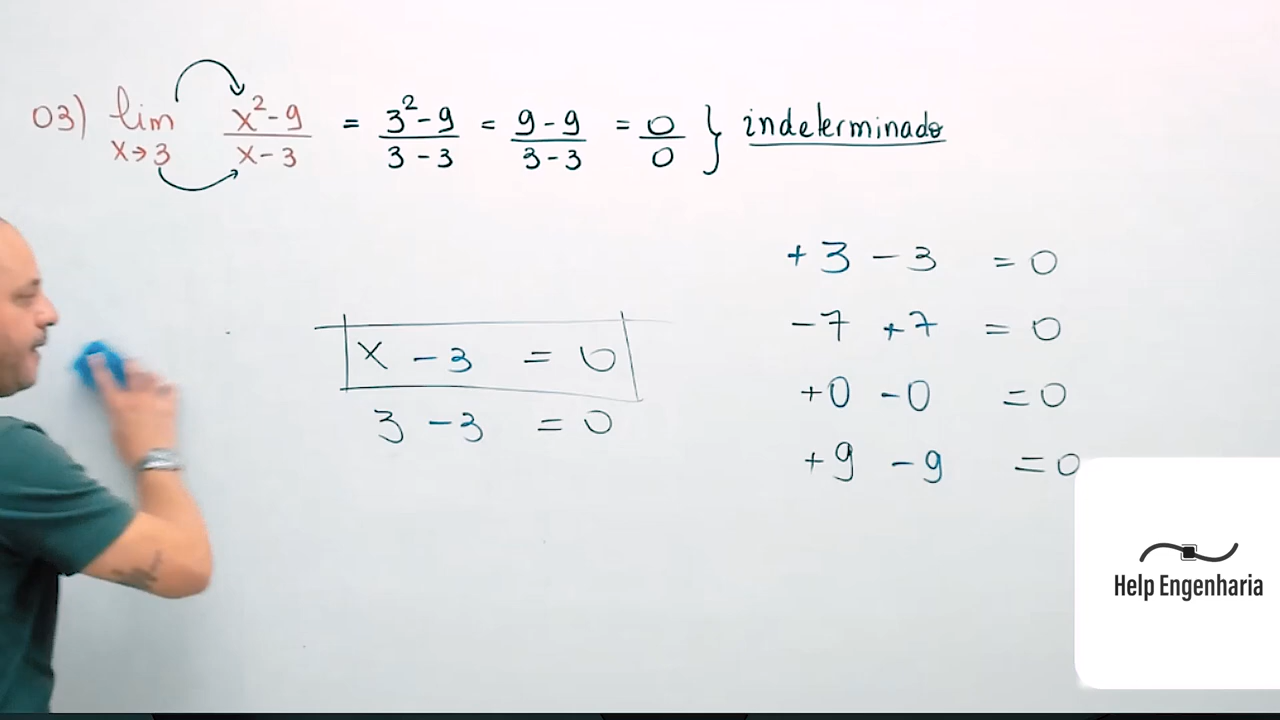 03) lim x→3 x²-9 / x-3 = 3²-9 / 3-3 = 9-9 / 3-3 = 0 / 0 } indeterminado
+3 -3 = 0
-7 +7 = 0
x -3 = 0
+0 -0 = 0
3 -3 = 0
+9 -9 = 0
Help Engenharia